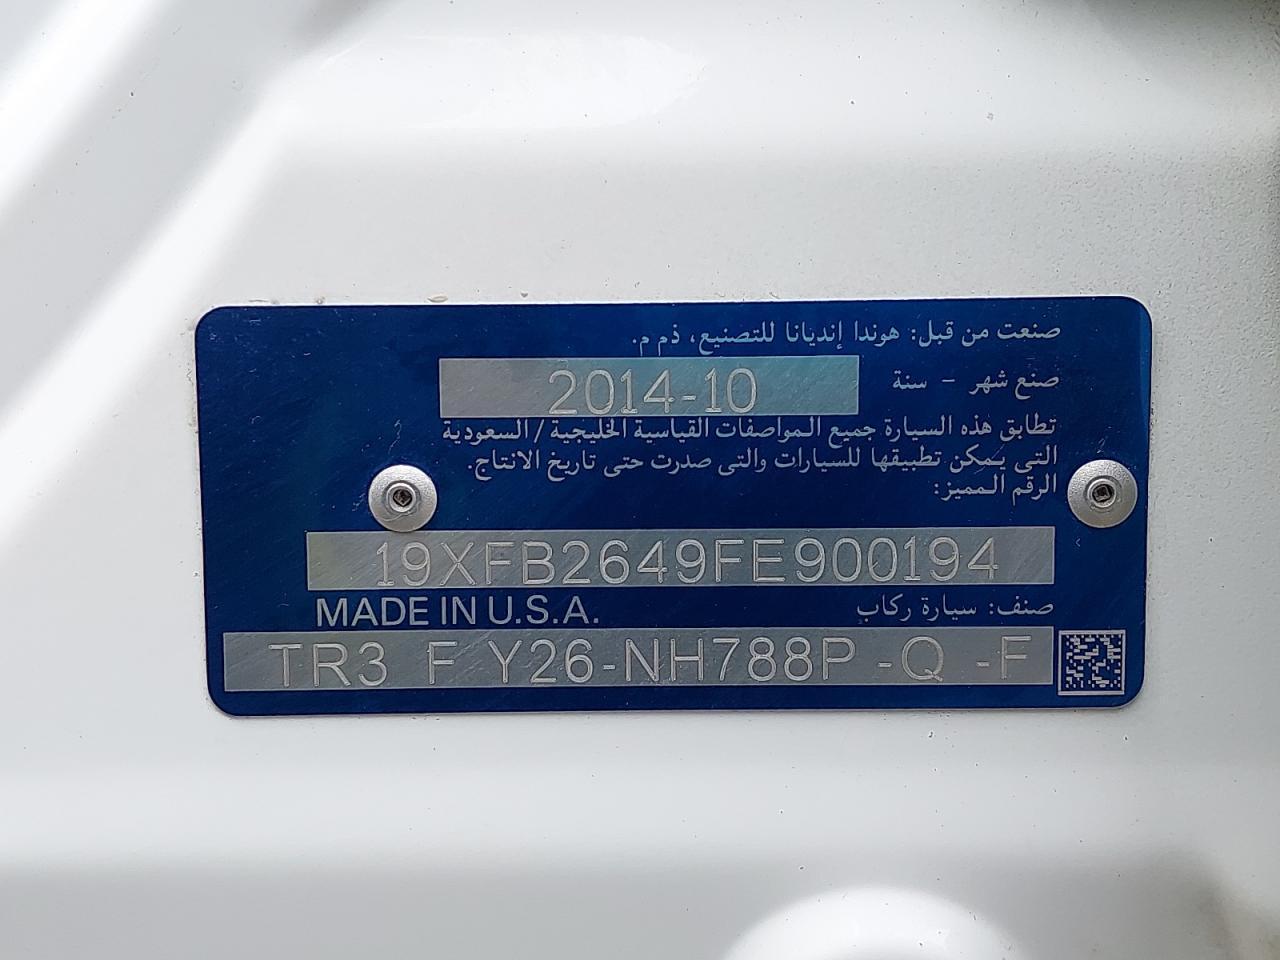 صنعت من قبل: هوندا إنديانا للتصنيع، ذم م.
صنع شهر - سنة 2014-10
تطابق هذه السيارة جميع المواصفات القياسية الخليجية / السعودية
التي يمكن تطبيقها للسيارات والتى صدرت حتى تاريخ الانتاج.
الرقم المميز:
19XFB2649FE900194
صنف: سيارة ركاب MADE IN U.S.A.
TR3 F Y26-NH788P -Q -F